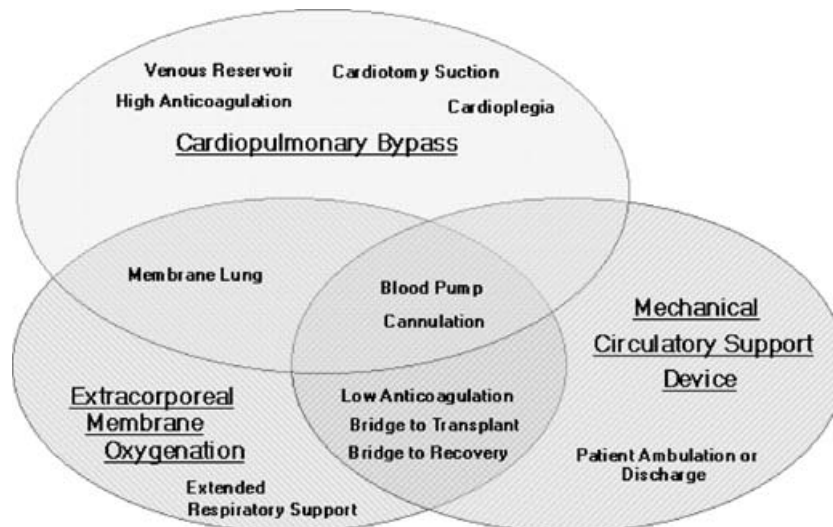 Venous Reservoir
Cardiotomy Suction
High Anticoagulation
Cardioplegia
Cardiopulmonary Bypass
Membrane Lung
Blood Pump
Cannulation
Mechanical
Circulatory Support
Device
Extracorporeal
Membrane
Oxygenation
Low Anticoagulation
Bridge to Transplant
Bridge to Recovery
Extended
Respiratory Support
Patient Ambulation or
Discharge